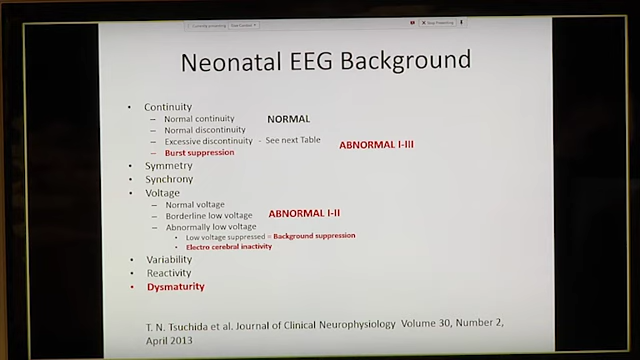 Neonatal EEG Background
• Continuity
– Normal continuity NORMAL
– Normal discontinuity
– Excessive discontinuity - See next Table ABNORMAL I-III
– Burst suppression
• Symmetry
• Synchrony
• Voltage
– Normal voltage
– Borderline low voltage ABNORMAL I-II
– Abnormally low voltage
• Low voltage suppressed = Background suppression
• Electro cerebral inactivity
• Variability
• Reactivity
• Dysmaturity
T. N. Tsuchida et al. Journal of Clinical Neurophysiology Volume 30, Number 2,
April 2013